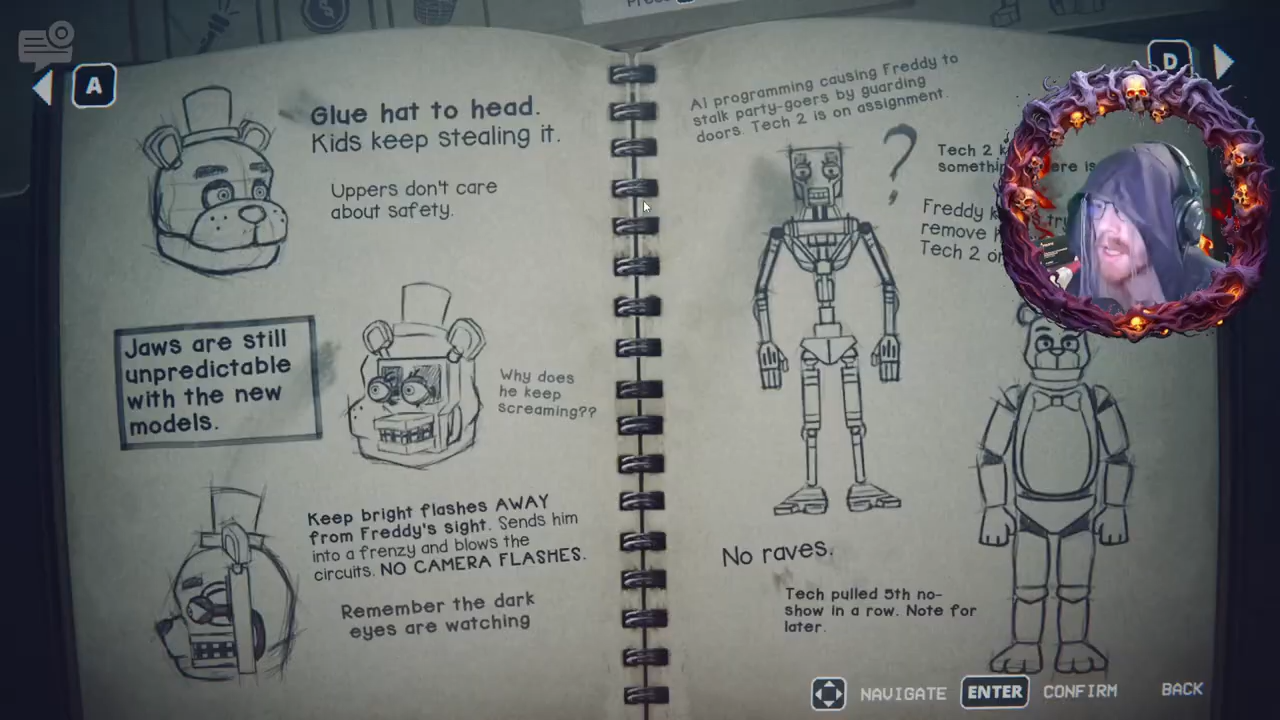 A
D
Glue hat to head.
Kids keep stealing it.
Uppers don't care
about safety.
Jaws are still
unpredictable
with the new
models.
Why does
he keep
screaming??
Keep bright flashes AWAY
from Freddy's sight. Sends him
into a frenzy and blows the
circuits. NO CAMERA FLASHES.
Remember the dark
eyes are watching
AI programming causing Freddy to
stalk party-goers by guarding
doors. Tech 2 is on assignment.
?
Tech 2
Freddy
remove
Tech 2
No raves.
Tech pulled 5th no-
show in a row. Note for
later.
NAVIGATE ENTER CONFIRM BACK